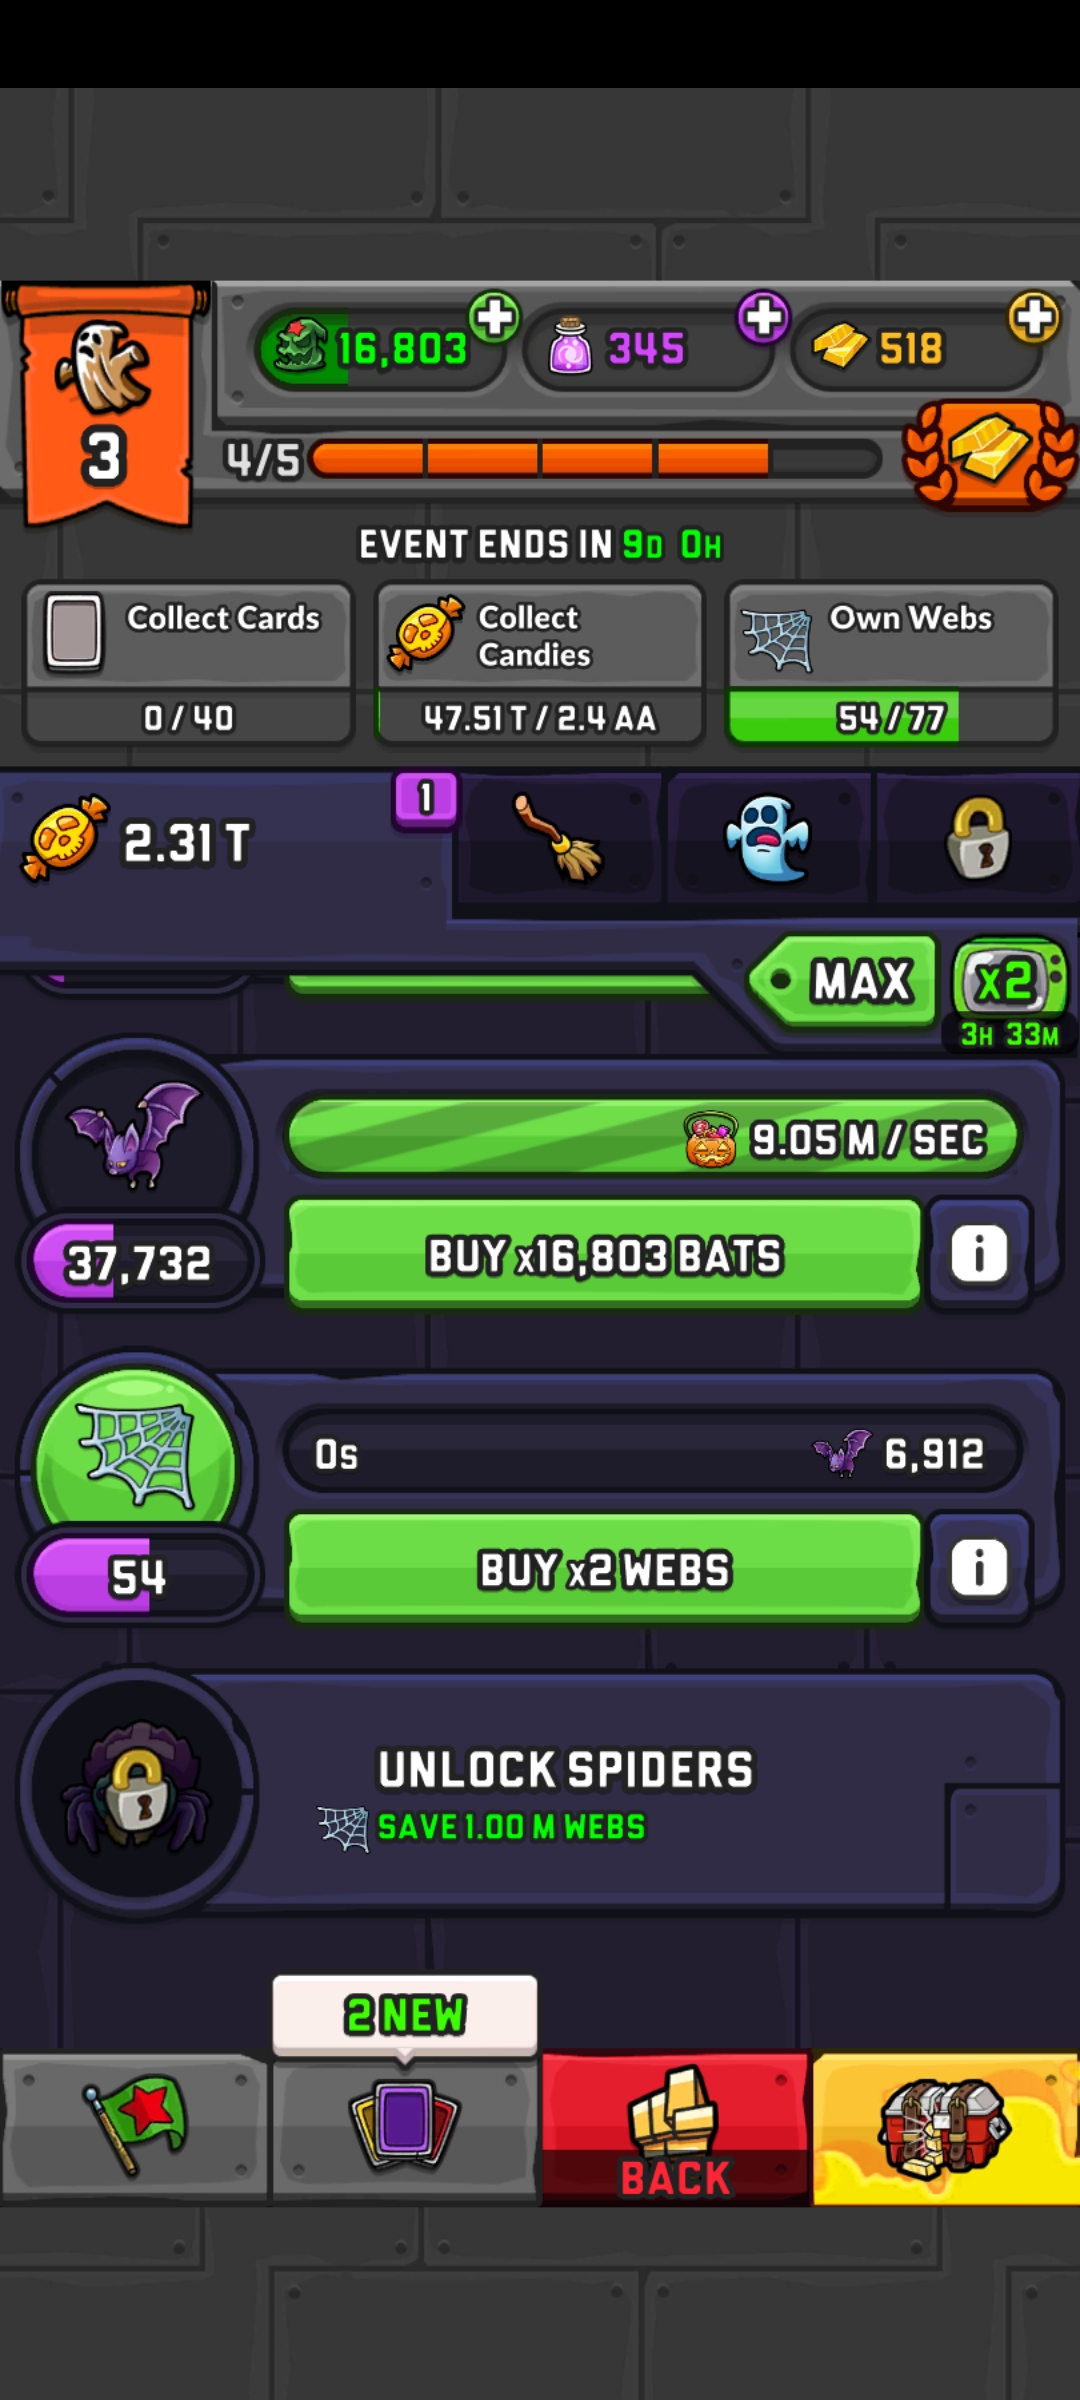 16,803
345
518
3
4/5
EVENT ENDS IN 9D 0H
Collect Cards
0 / 40
Collect
Candies
47.51 T / 2.4 AA
Own Webs
54 / 77
2.31 T
1
MAX
x2
3H 33M
9.05 M / SEC
37,732
BUY x16,803 BATS
i
0s
6,912
54
BUY x2 WEBS
i
UNLOCK SPIDERS
SAVE 1.00 M WEBS
2 NEW
BACK